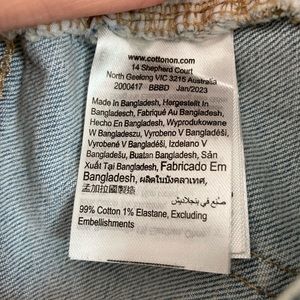 www.cottonon.com
14 Shepherd Court
North Geelong VIC 3215 Australia
2000417 BBBD Jan/2023
Made In Bangladesh, Hergestellt In
Bangladesh, Fabriqué Au Bangladesh,
Hecho En Bangladesh, Wyprodukowane
W Bangladeszu, Vyrobeno V Bangladéši,
Vyrobené V Bangladéši, Izdelano V
Bangladešu, Buatan Bangladesh, Sản
Xuất Tại Bangladesh, Fabricado Em
Bangladesh, ผลิตในบังคลาเทศ,
孟加拉國製造
صنع في بنجلاديش
99% Cotton 1% Elastane, Excluding
Embellishments